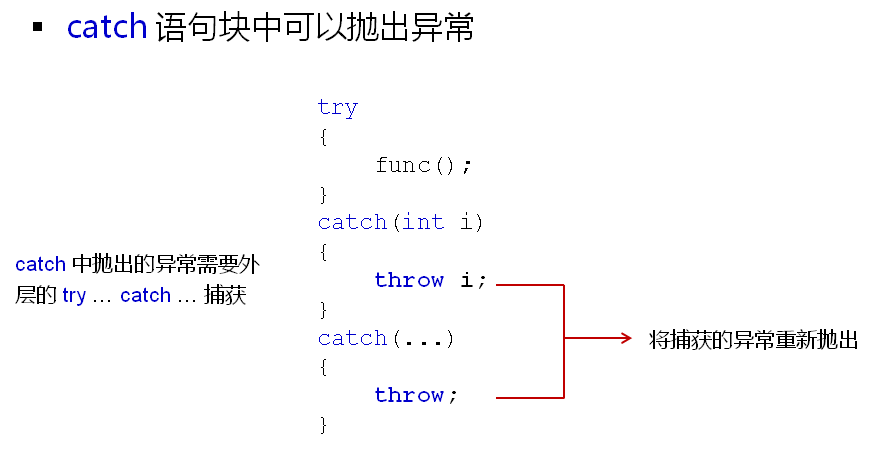 ▪ catch 语句块中可以抛出异常
try
{
func();
}
catch(int i)
{
throw i;
}
catch(...)
{
throw;
}
catch 中抛出的异常需要外
层的 try … catch … 捕获
将捕获的异常重新抛出